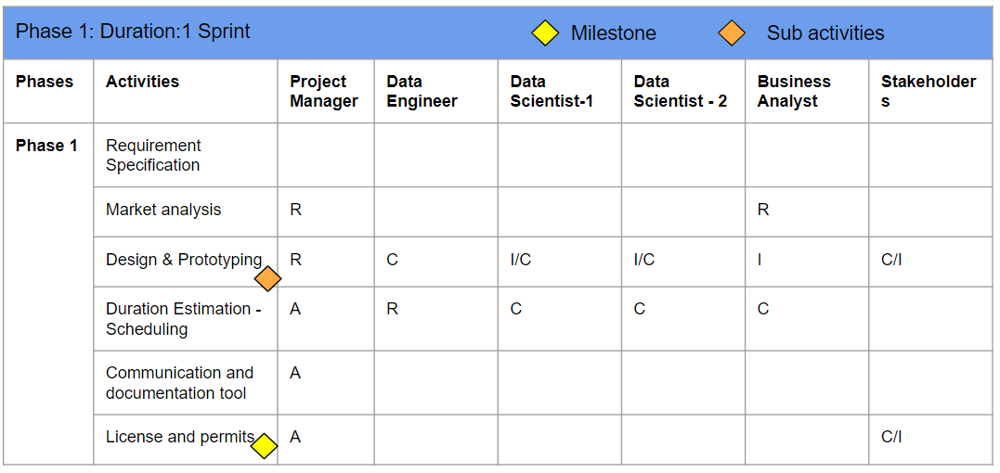 Phase 1: Duration:1 Sprint Milestone Sub activities
Phases Activities Project Data Data Data Business Stakeholder
Manager Engineer Scientist-1 Scientist - 2 Analyst s
Phase 1 Requirement
Specification
Market analysis R R
Design & Prototyping R C I/C I/C I C/I
Duration Estimation - A R C C C
Scheduling
Communication and A
documentation tool
License and permits A C/I